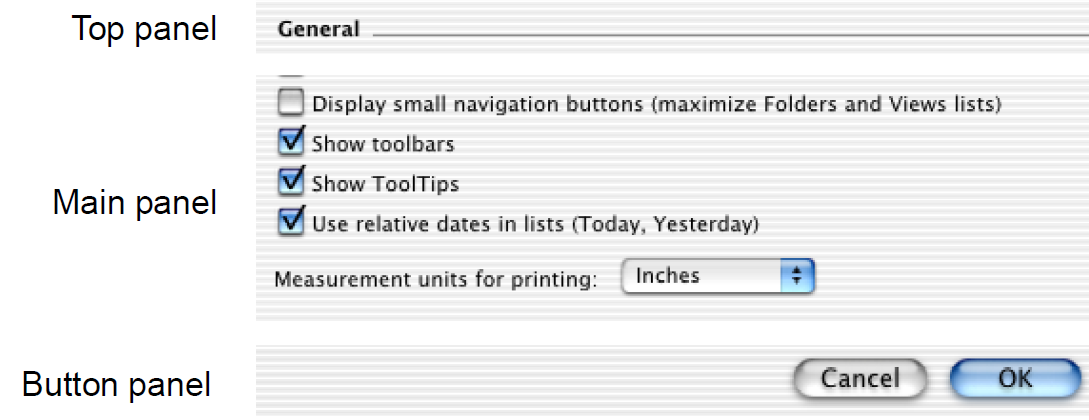 Top panel
General
Display small navigation buttons (maximize Folders and Views lists)
Show toolbars
Show ToolTips
Main panel
Use relative dates in lists (Today, Yesterday)
Measurement units for printing:
Inches
Button panel
Cancel
OK